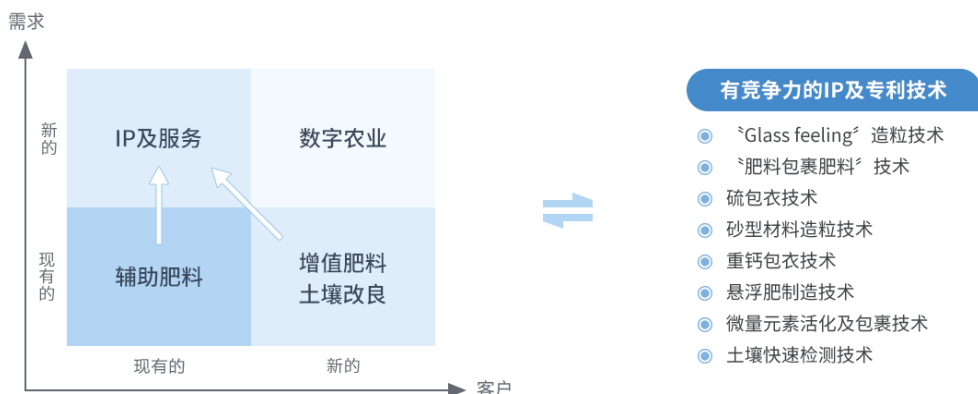 需求
新的
IP及服务
数字农业
现有的
辅助肥料
增值肥料
土壤改良
现有的
新的
客户
有竞争力的IP及专利技术
〝Glass feeling〞造粒技术
〝肥料包裹肥料〞技术
硫包衣技术
砂型材料造粒技术
重钙包衣技术
悬浮肥制造技术
微量元素活化及包裹技术
土壤快速检测技术